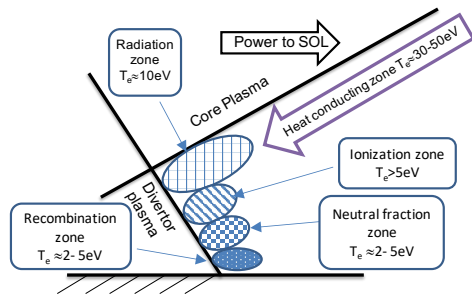 Radiation
zone
Tₑ≈10eV
Power to SOL
Heat conducting zone Tₑ≈30-50eV
Core Plasma
Ionization zone
Tₑ>5eV
Divertor
plasma
Recombination
zone
Tₑ ≈2- 5eV
Neutral fraction
zone
Tₑ ≈2- 5eV